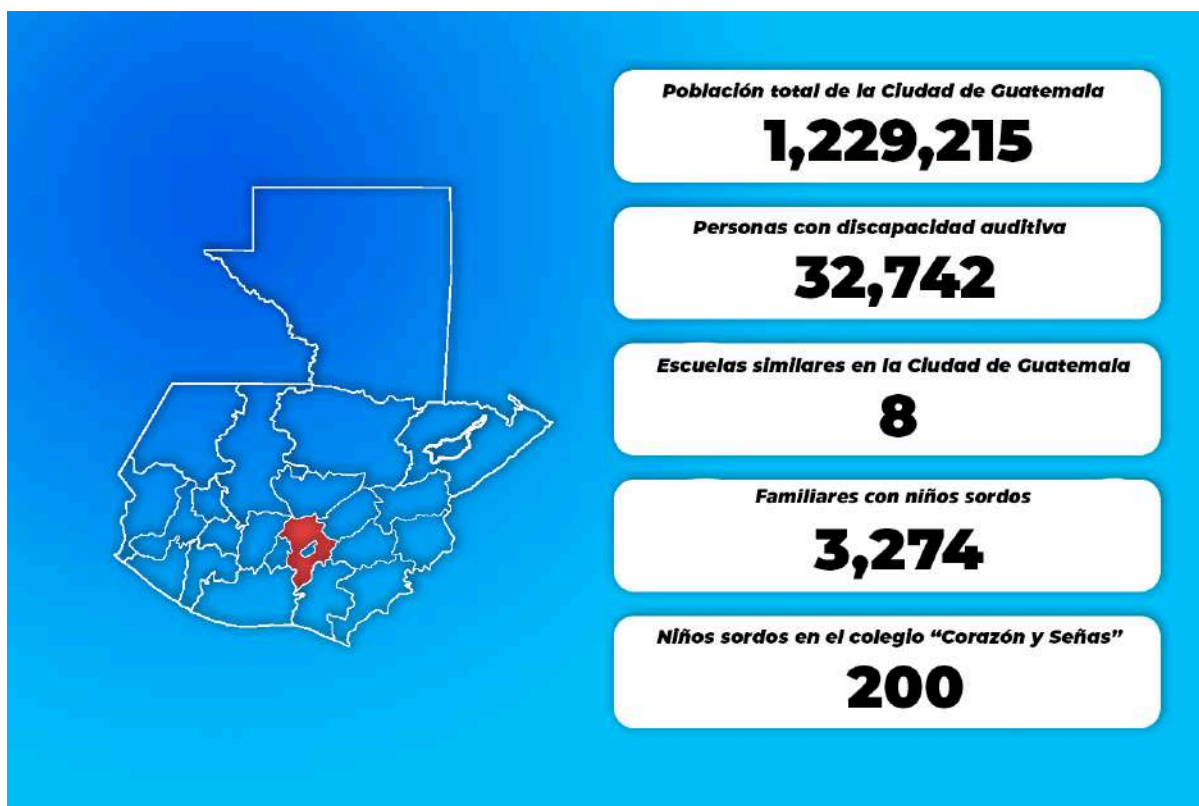 Población total de la Ciudad de Guatemala
1,229,215
Personas con discapacidad auditiva
32,742
Escuelas similares en la Ciudad de Guatemala
8
Familiares con niños sordos
3,274
Niños sordos en el colegio “Corazón y Señas”
200